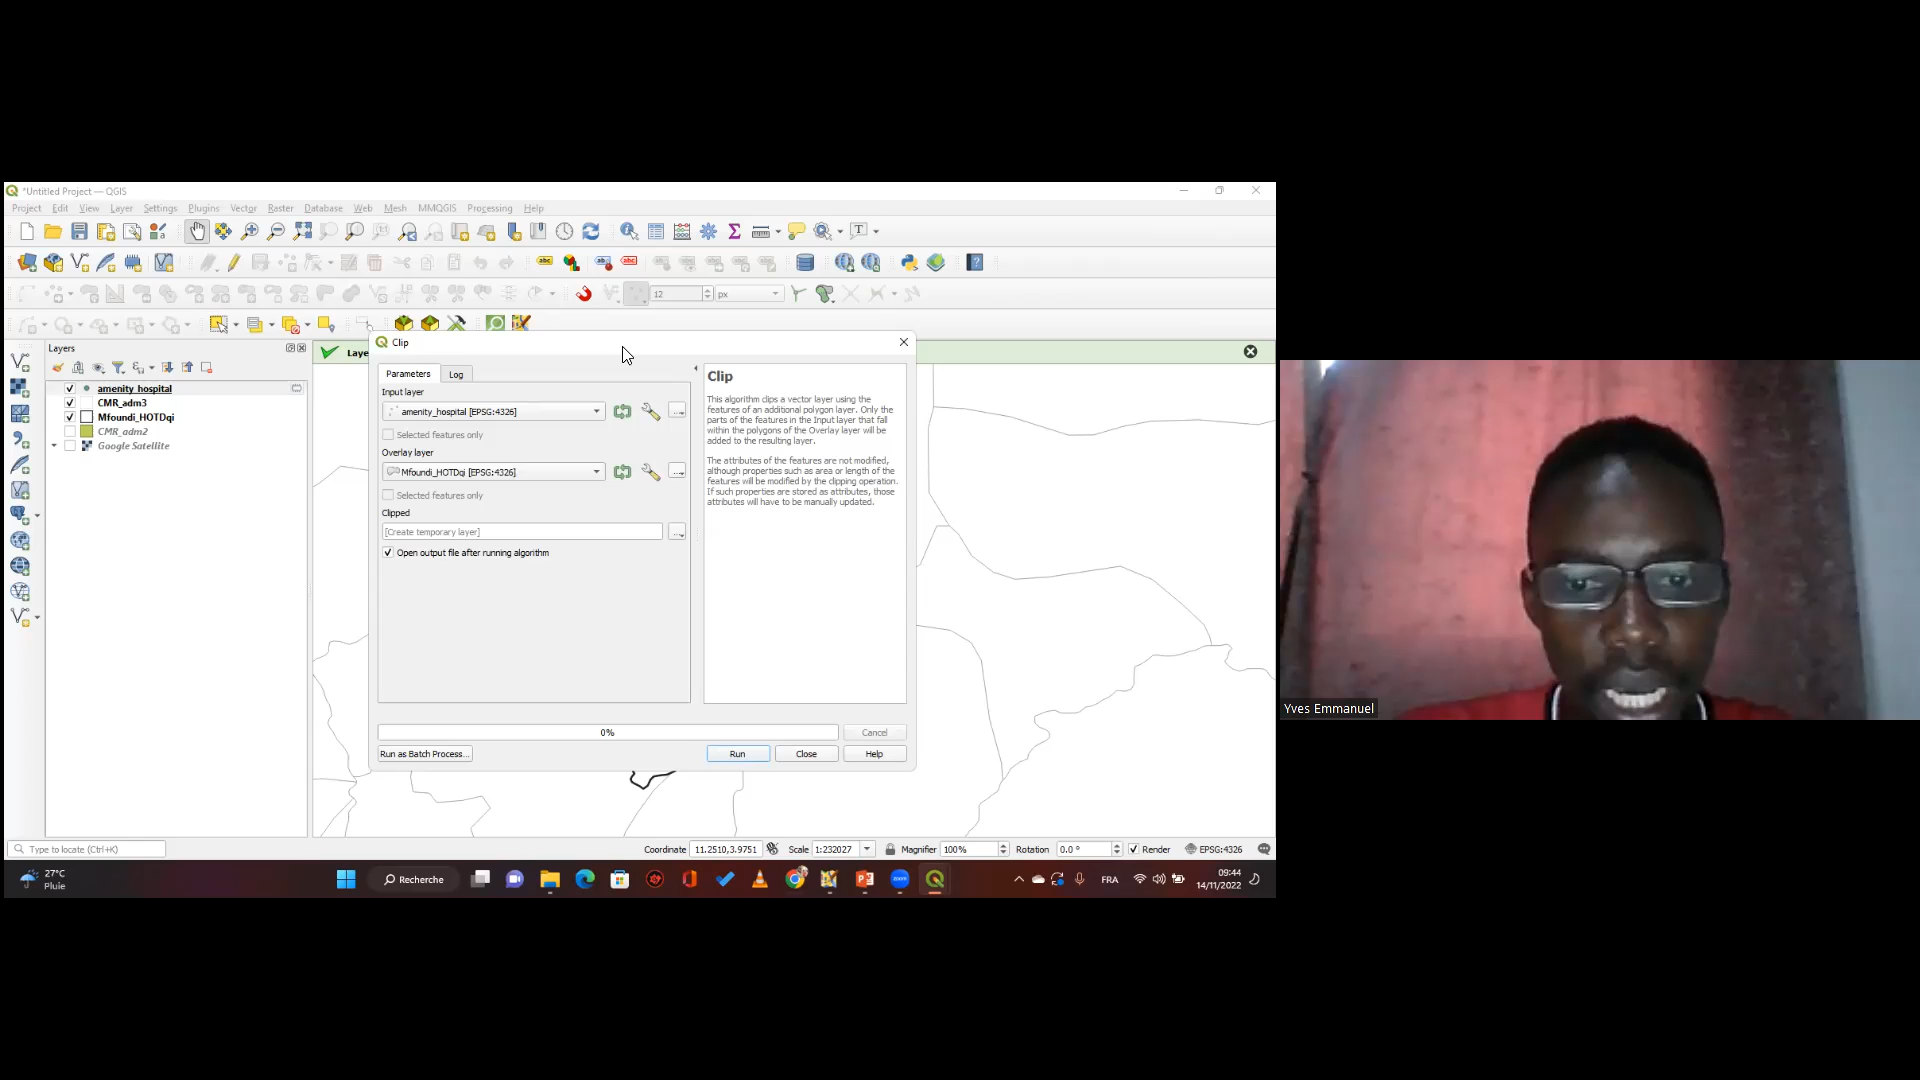 *Untitled Project — QGIS
Project Edit View Layer Settings Plugins Vector Raster Database Web Mesh MMQGIS Processing Help
12 px
Layers
amenity_hospital
CMR_adm3
Mfoundi_HOTDqi
CMR_adm2
Google Satellite
Laye
Clip
Parameters Log
Input layer
amenity_hospital [EPSG:4326]
Selected features only
Overlay layer
Mfoundi_HOTDqi [EPSG:4326]
Selected features only
Clipped
[Create temporary layer]
Open output file after running algorithm
Clip
This algorithm clips a vector layer using the
features of an additional polygon layer. Only the
parts of the features in the Input layer that fall
within the polygons of the Overlay layer will be
added to the resulting layer.
The attributes of the features are not modified,
although properties such as area or length of the
features will be modified by the clipping operation.
If such properties are stored as attributes, those
attributes will have to be manually updated.
0% Cancel
Run as Batch Process... Run Close Help
Type to locate (Ctrl+K) Coordinate 11.2510,3.9751 Scale 1:232027 Magnifier 100% Rotation 0.0 ° Render EPSG:4326
27°C
Pluie
Recherche
zoom
FRA
09:44
14/11/2022
Yves Emmanuel